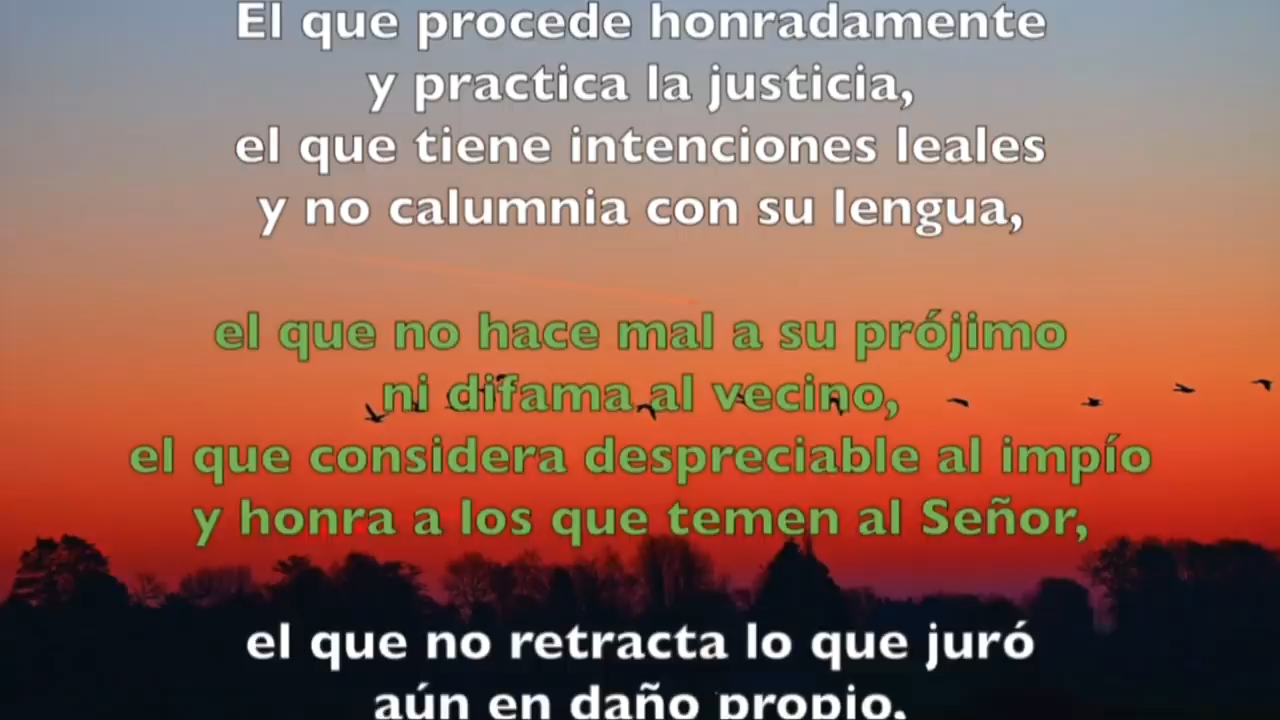 El que procede honradamente
y practica la justicia,
el que tiene intenciones leales
y no calumnia con su lengua,
el que no hace mal a su prójimo
ni difama al vecino,
el que considera despreciable al impío
y honra a los que temen al Señor,
el que no retracta lo que juró
aún en daño propio,